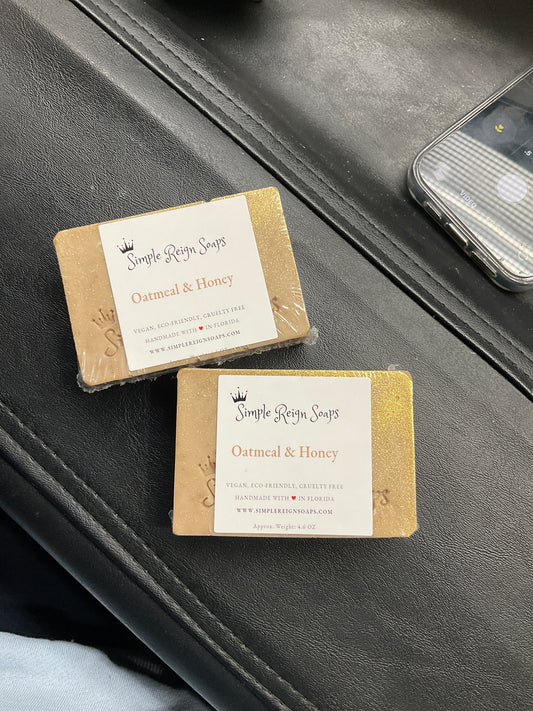 Simple Reign Soaps
Oatmeal & Honey
VEGAN, ECO-FRIENDLY, CRUELTY FREE
HANDMADE WITH ❤ IN FLORIDA
WWW.SIMPLEREIGNSOAPS.COM
Simple Reign Soaps
Oatmeal & Honey
VEGAN, ECO-FRIENDLY, CRUELTY FREE
HANDMADE WITH ❤ IN FLORIDA
WWW.SIMPLEREIGNSOAPS.COM
Approx. Weight: 4.6 OZ
VIDEO
.5